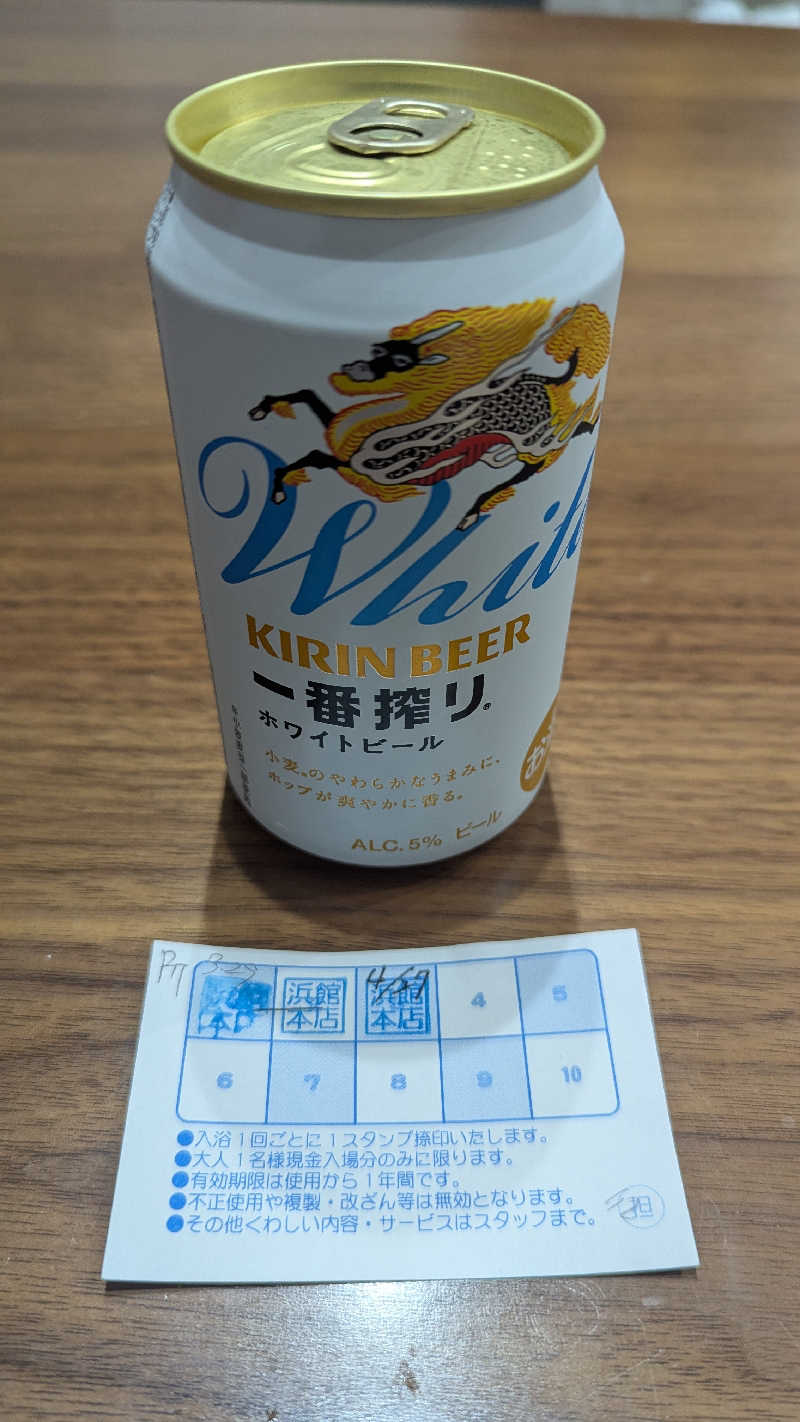 White
KIRIN BEER
一番搾り®
ホワイトビール
小麦のやわらかなうまみに、
ホップが爽やかに香る。
ALC.5% ビール
お
浜館
本店
浜館
本店
4 5
6 7 8 9 10
●入浴1回ごとに1スタンプ捺印いたします。
●大人1名様現金入場分のみに限ります。
●有効期限は使用から1年間です。
●不正使用や複製・改ざん等は無効となります。
●その他くわしい内容・サービスはスタッフまで。
担